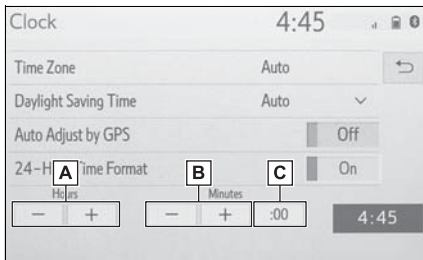 Clock 4:45
Time Zone Auto
Daylight Saving Time Auto
Auto Adjust by GPS Off
24-H Time Format On
A B C
Hours Minutes
− + − + :00 4:45